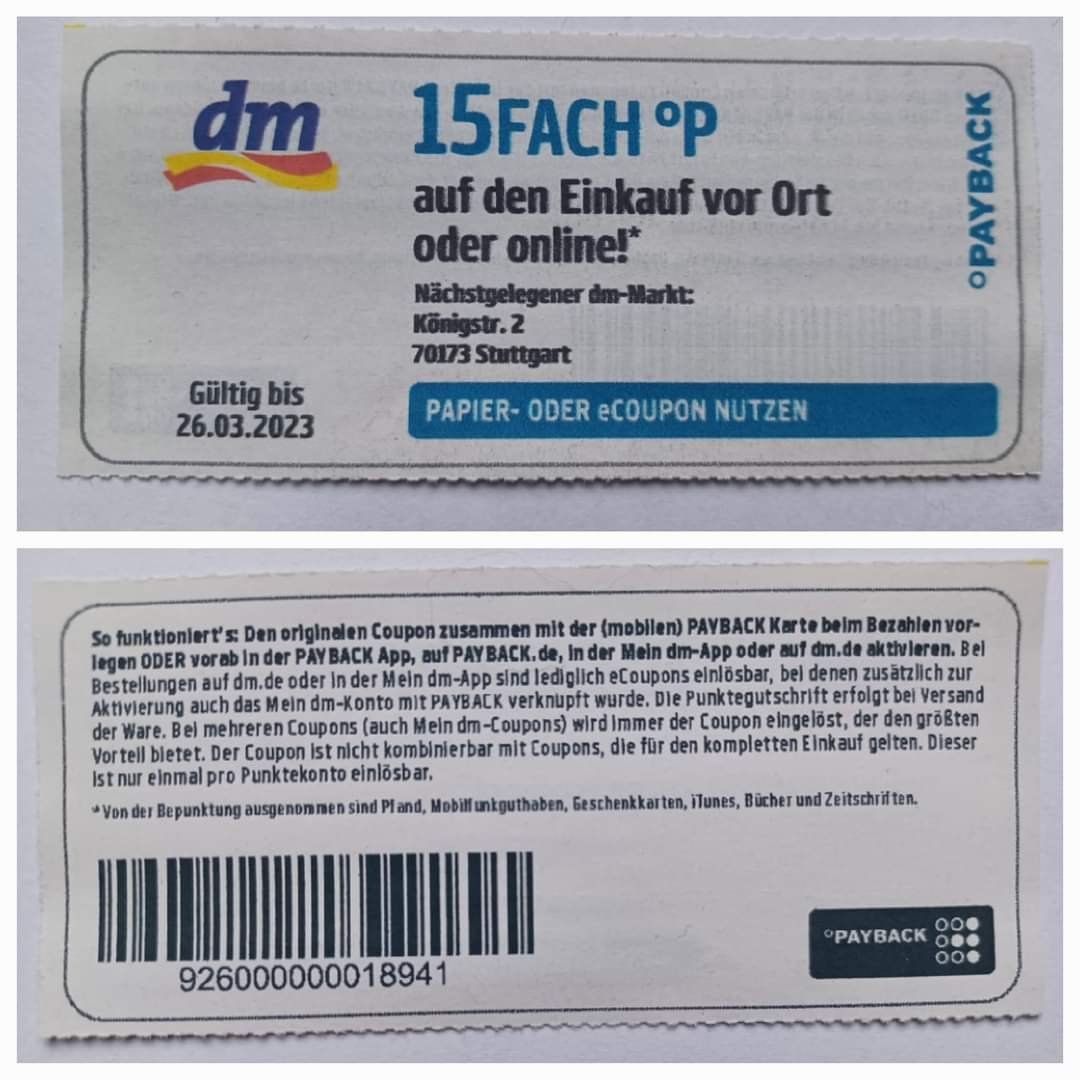 dm
15FACH °P
auf den Einkauf vor Ort
oder online!*
Nächstgelegener dm-Markt:
Königstr. 2
70173 Stuttgart
Gültig bis
26.03.2023
PAPIER- ODER eCOUPON NUTZEN
°PAYBACK
So funktioniert's: Den originalen Coupon zusammen mit der (mobilen) PAYBACK Karte beim Bezahlen vor-
legen ODER vorab in der PAYBACK App, auf PAYBACK.de, in der Mein dm-App oder auf dm.de aktivieren. Bei
Bestellungen auf dm.de oder in der Mein dm-App sind lediglich eCoupons einlösbar, bei denen zusätzlich zur
Aktivierung auch das Mein dm-Konto mit PAYBACK verknüpft wurde. Die Punktegutschrift erfolgt bei Versand
der Ware. Bei mehreren Coupons (auch Mein dm-Coupons) wird immer der Coupon eingelöst, der den größten
Vorteil bietet. Der Coupon ist nicht kombinierbar mit Coupons, die für den kompletten Einkauf gelten. Dieser
ist nur einmal pro Punktekonto einlösbar.
*Von der Bepunktung ausgenommen sind Pfand, Mobilfunkguthaben, Geschenkkarten, iTunes, Bücher und Zeitschriften.
926000000018941
°PAYBACK